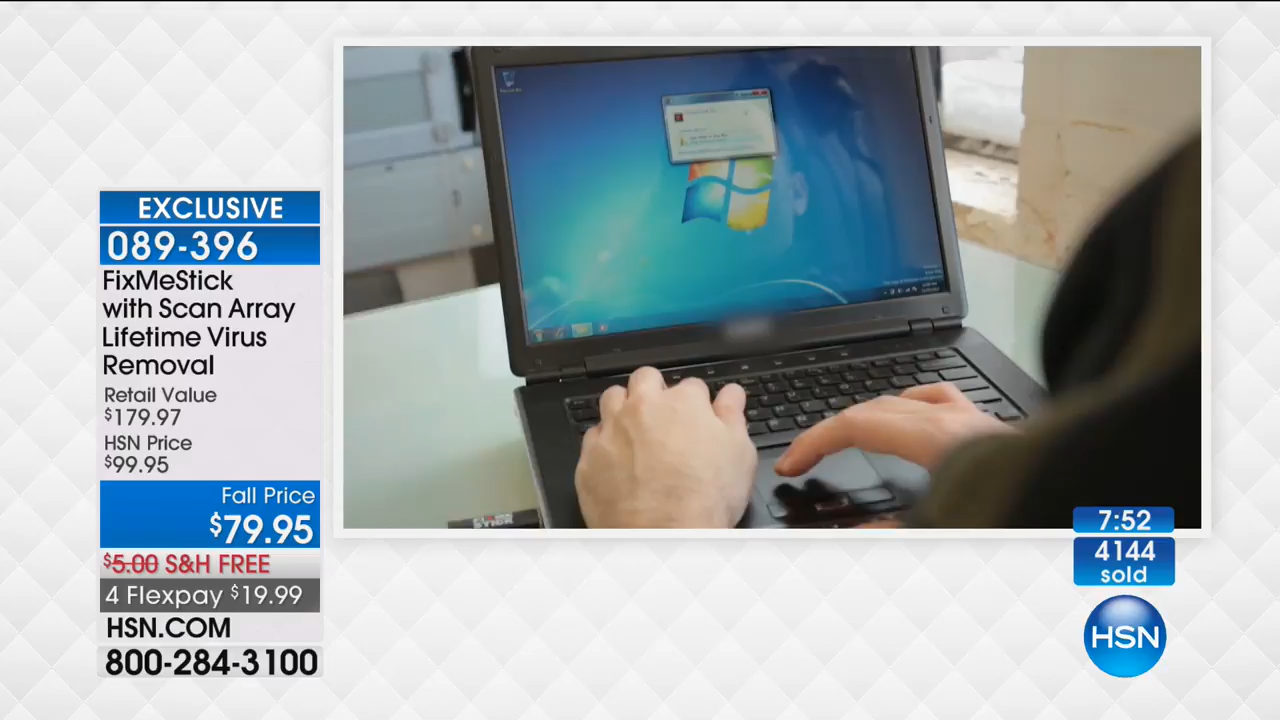 EXCLUSIVE
089-396
FixMeStick
with Scan Array
Lifetime Virus
Removal
Retail Value
$179.97
HSN Price
$99.95
Fall Price
$79.95
$5.00 S&H FREE
4 Flexpay $19.99
HSN.COM
800-284-3100
7:52
4144
sold
HSN